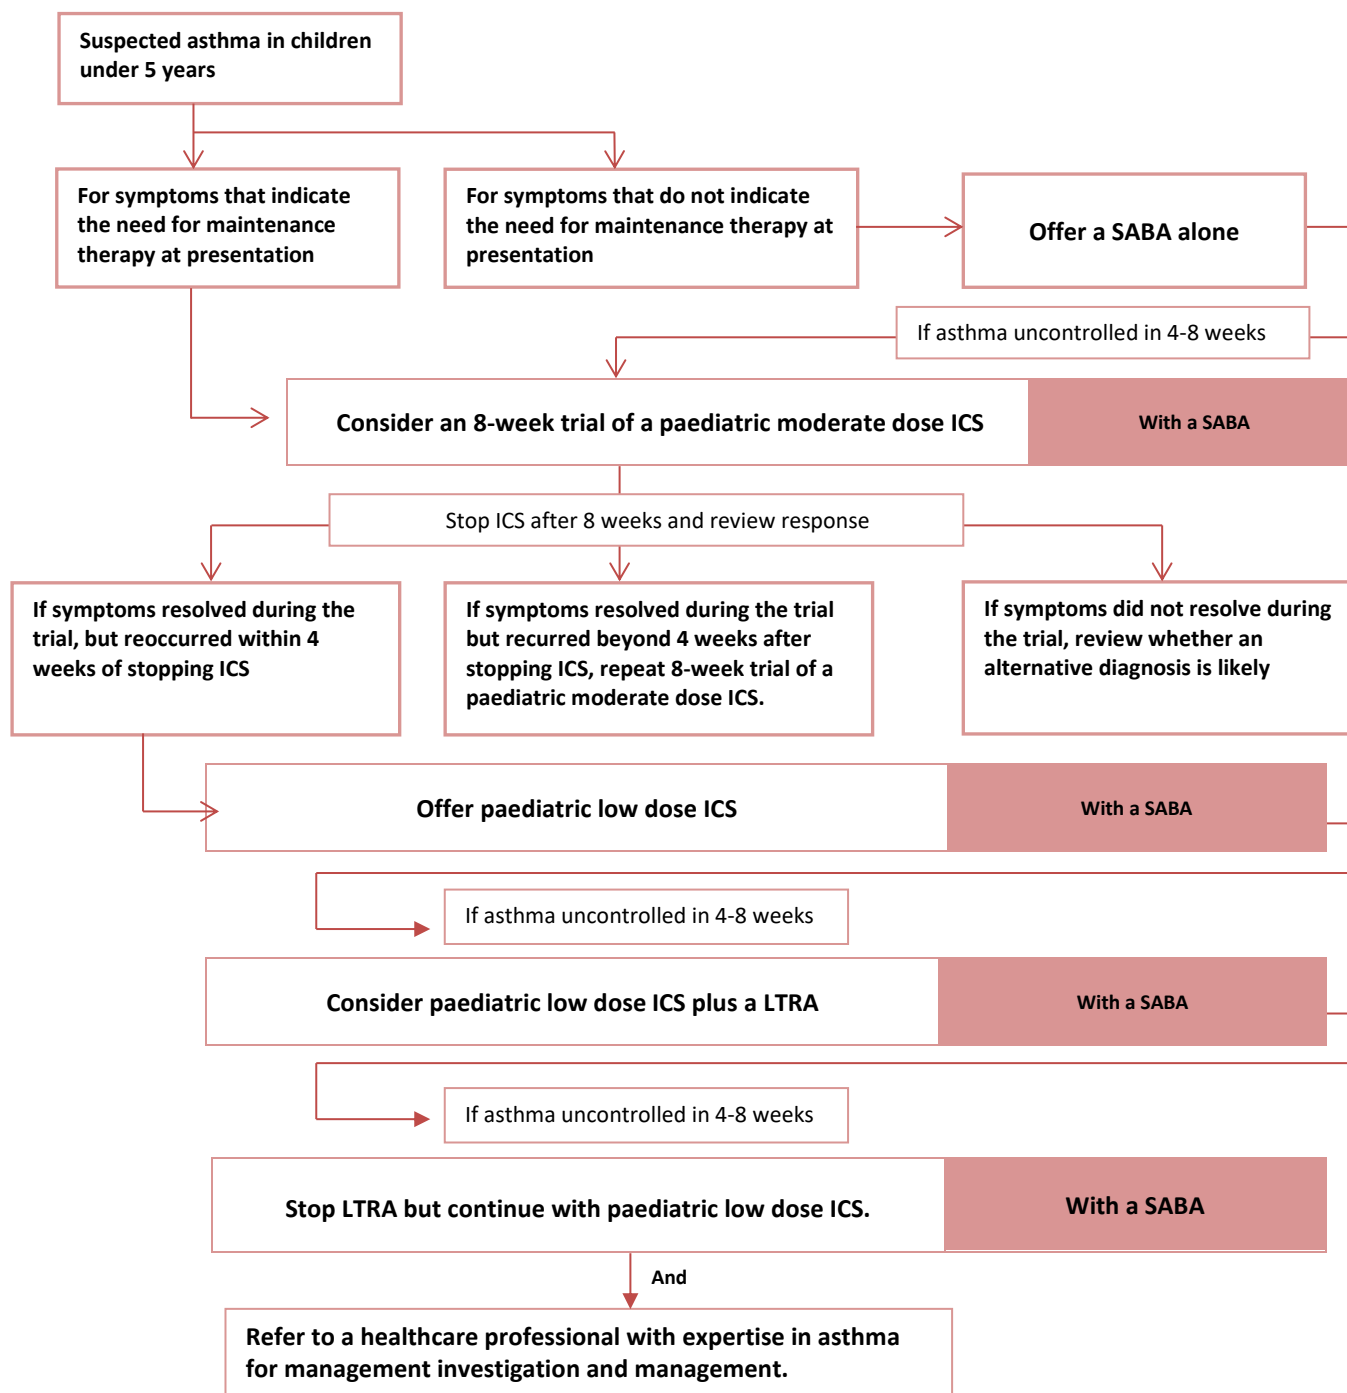 Suspected asthma in children
under 5 years
For symptoms that indicate
the need for maintenance
therapy at presentation
For symptoms that do not indicate
the need for maintenance therapy at
presentation
Offer a SABA alone
If asthma uncontrolled in 4-8 weeks
Consider an 8-week trial of a paediatric moderate dose ICS
With a SABA
Stop ICS after 8 weeks and review response
If symptoms resolved during the
trial, but reoccurred within 4
weeks of stopping ICS
If symptoms resolved during the trial
but recurred beyond 4 weeks after
stopping ICS, repeat 8-week trial of a
paediatric moderate dose ICS.
If symptoms did not resolve during
the trial, review whether an
alternative diagnosis is likely
Offer paediatric low dose ICS
With a SABA
If asthma uncontrolled in 4-8 weeks
Consider paediatric low dose ICS plus a LTRA
With a SABA
If asthma uncontrolled in 4-8 weeks
Stop LTRA but continue with paediatric low dose ICS.
With a SABA
And
Refer to a healthcare professional with expertise in asthma
for management investigation and management.